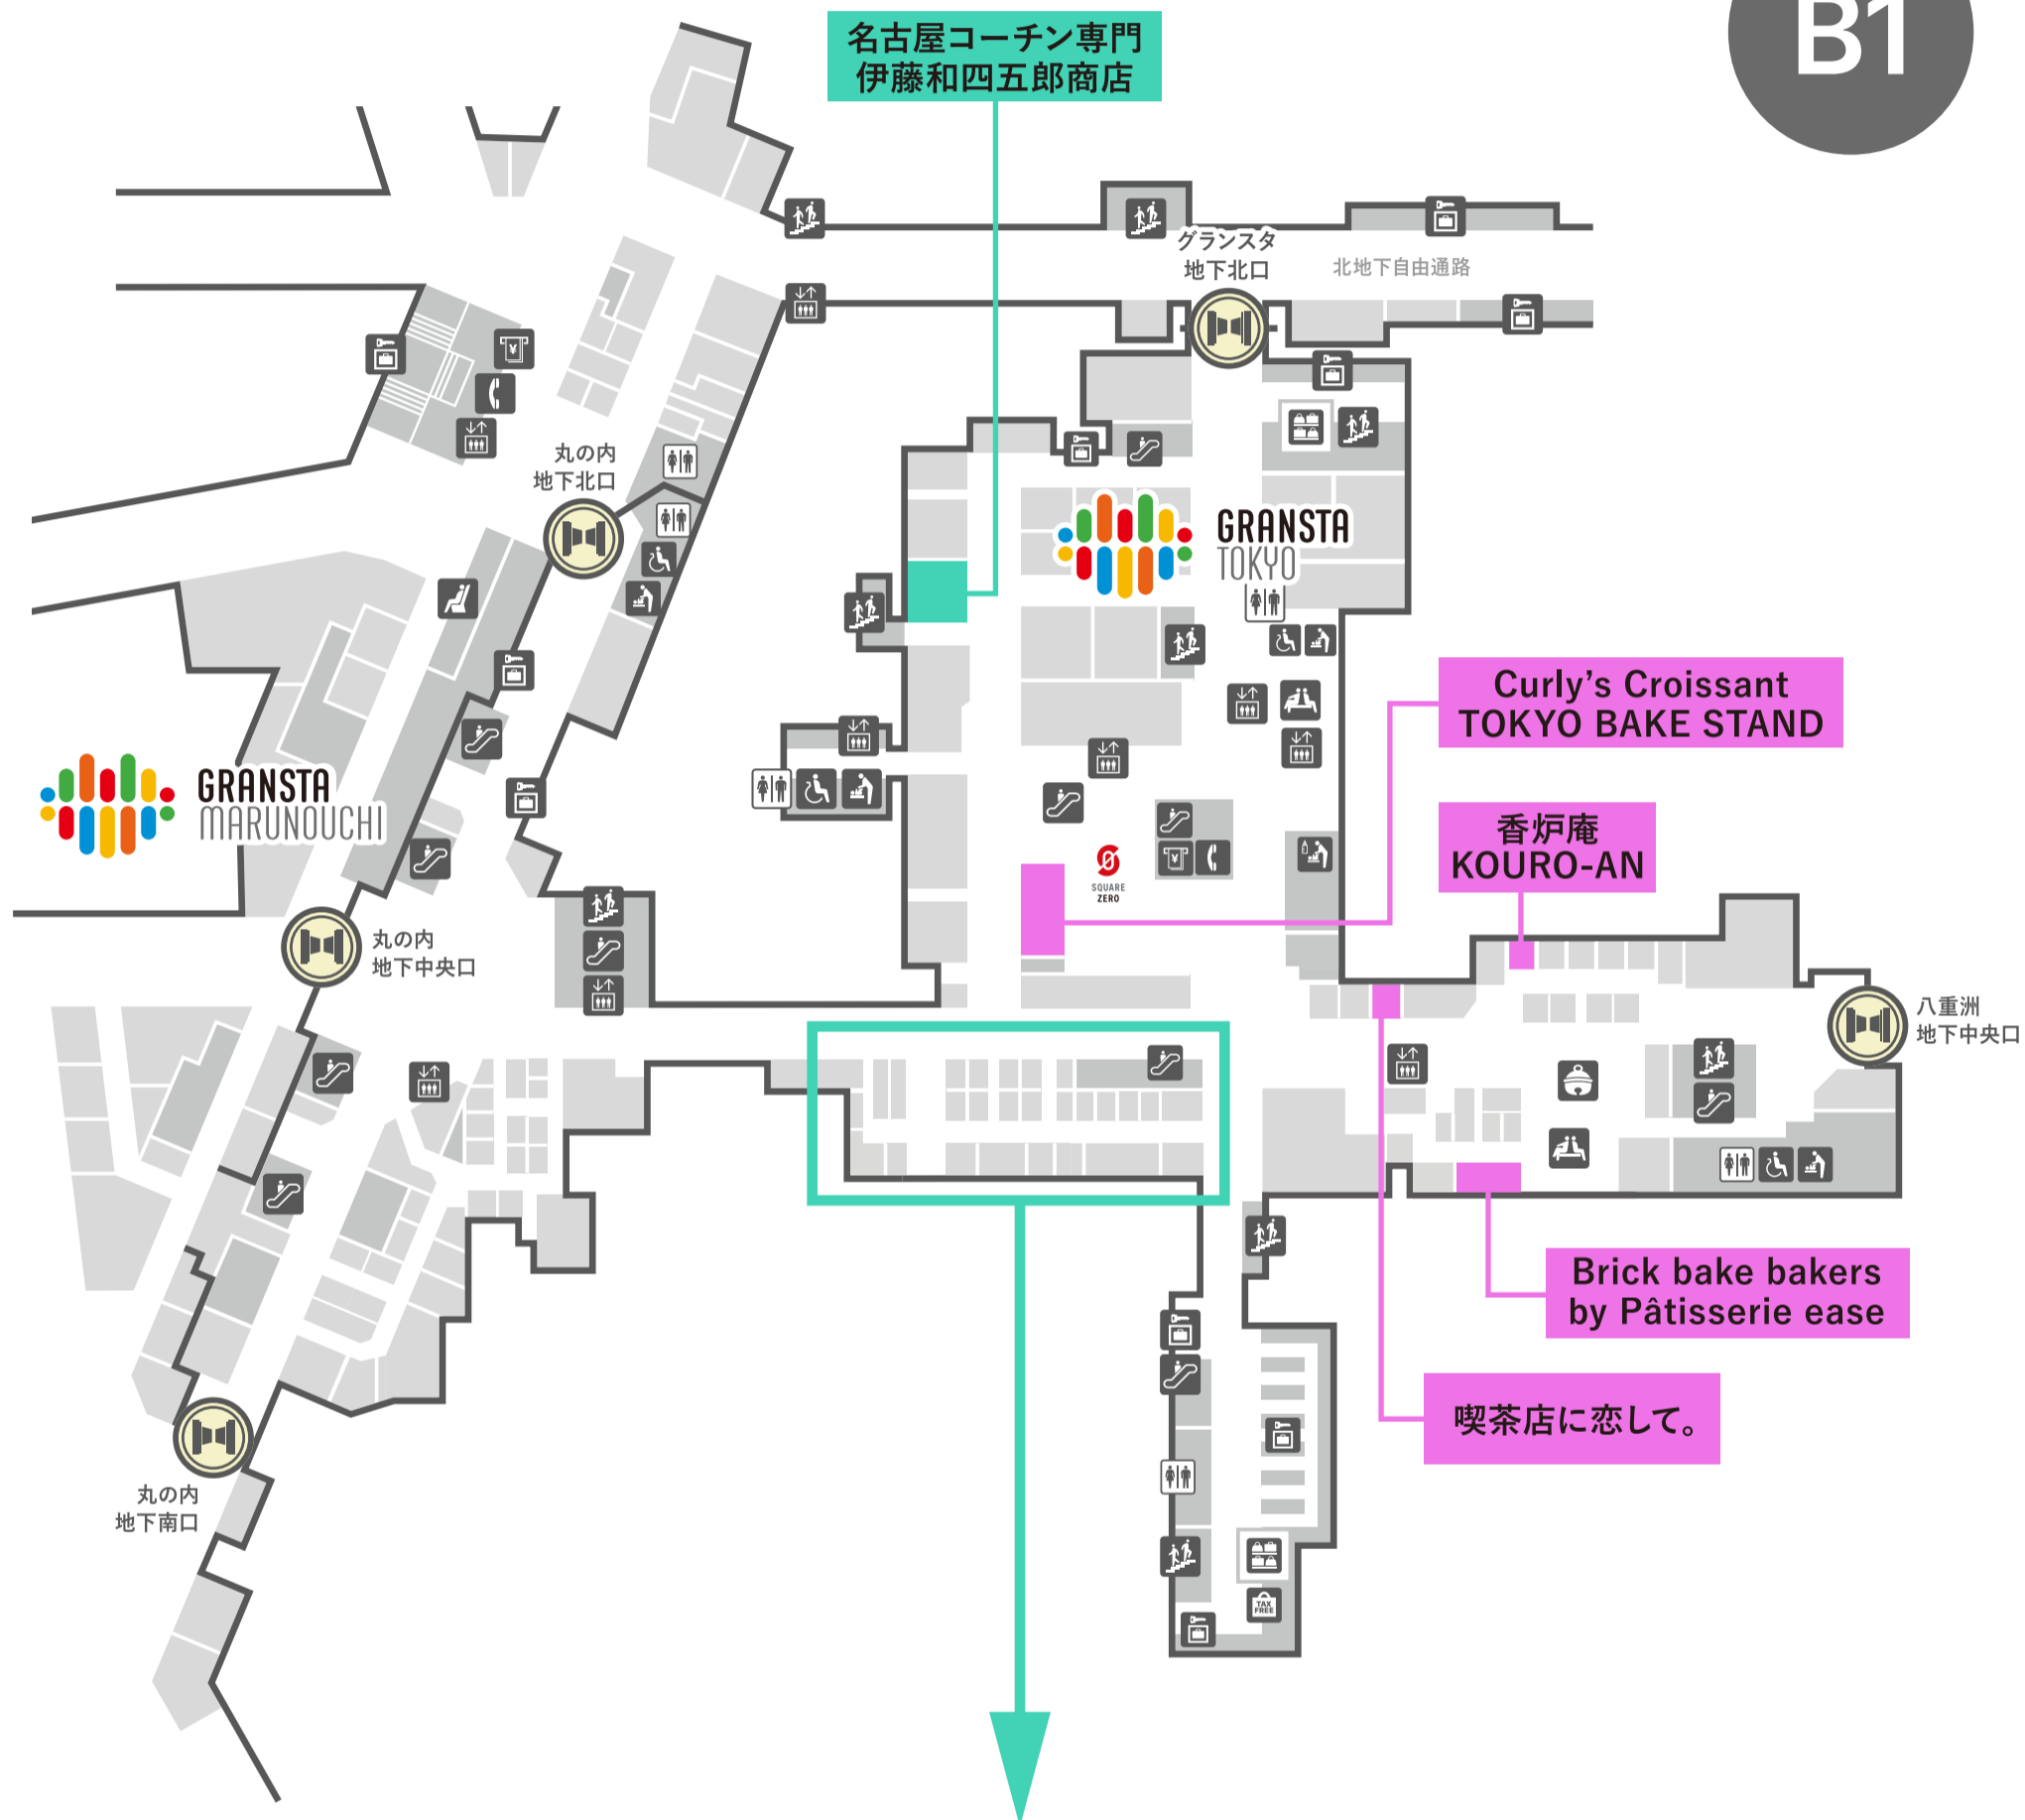 B1
名古屋コーチン専門
伊藤和四五郎商店
グランスタ
地下北口
北地下自由通路
丸の内
地下北口
GRANSTA
TOKYO
Curly’s Croissant
TOKYO BAKE STAND
GRANSTA
MARUNOUCHI
香炉庵
KOURO-AN
SQUARE
ZERO
丸の内
地下中央口
八重洲
地下中央口
Brick bake bakers
by Pâtisserie ease
喫茶店に恋して。
丸の内
地下南口
TAX
FREE